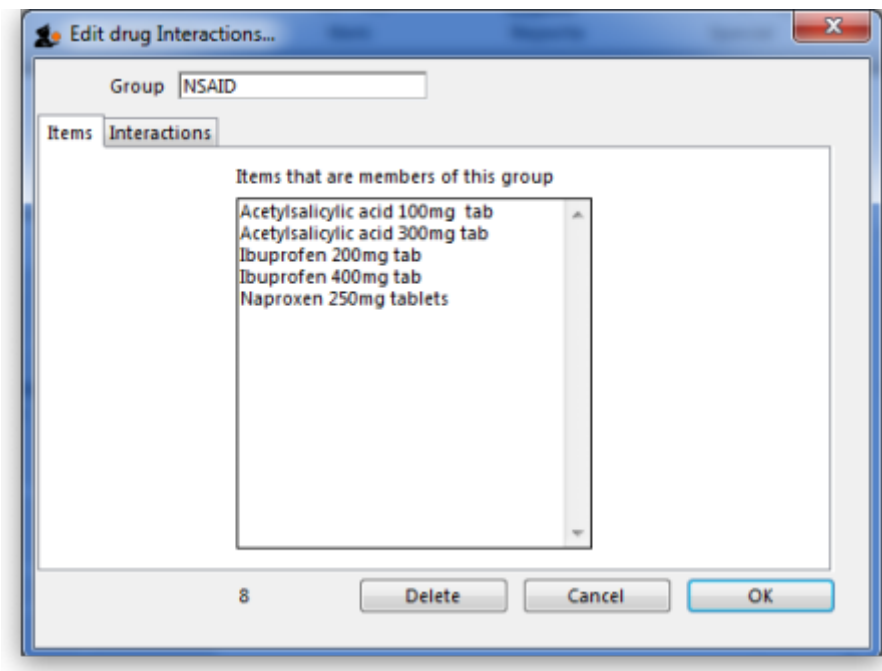 Edit drug Interactions...
Group NSAID
Items Interactions
Items that are members of this group
Acetylsalicylic acid 100mg  tab
Acetylsalicylic acid 300mg tab
Ibuprofen 200mg tab
Ibuprofen 400mg tab
Naproxen 250mg tablets
8 Delete Cancel OK